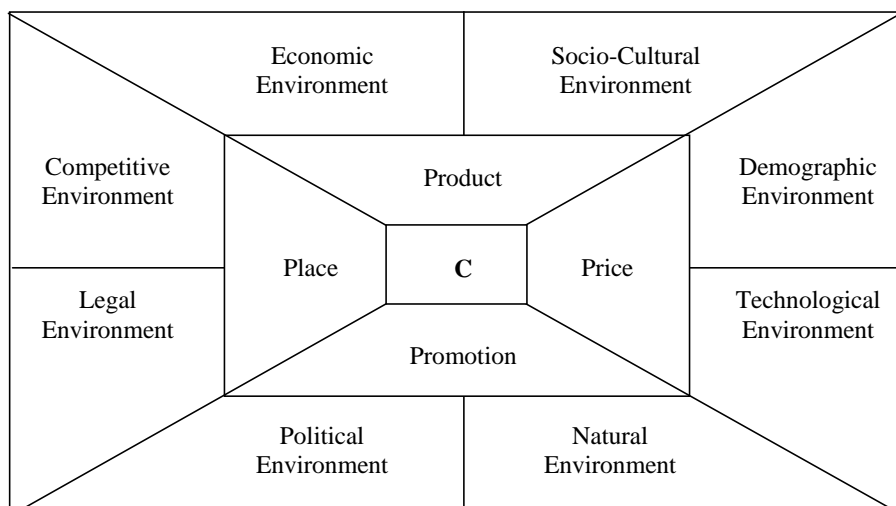 Economic
Environment
Socio-Cultural
Environment
Competitive
Environment
Product
Demographic
Environment
Place
C
Price
Legal
Environment
Technological
Environment
Promotion
Political
Environment
Natural
Environment